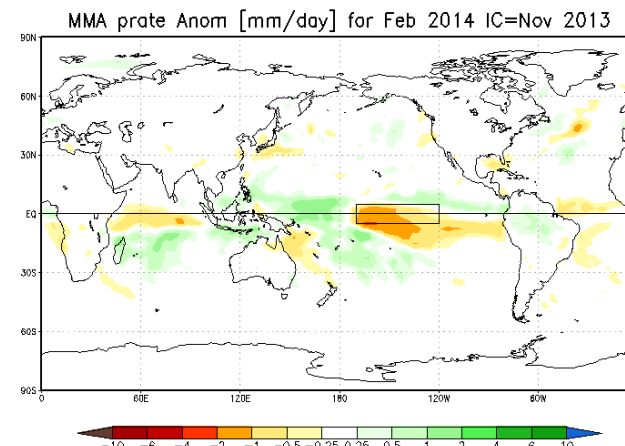 MMA prate Anom [mm/day] for Feb 2014 IC=Nov 2013
90N
60N
30N
EQ
30S
60S
90S
0 60E 120E 180 120W 60W
-10 -6 -4 -2 -1 -0.5 -0.25 0.25 0.5 1 2 4 6 10